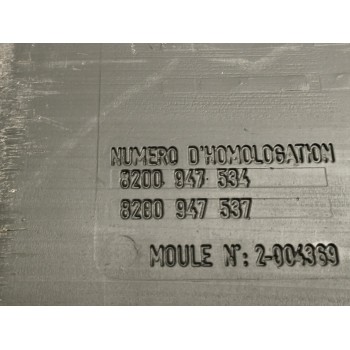 NUMERO D'HOMOLOGATION
8200 947 534
8200 947 537
MOULE N°: 2-004369